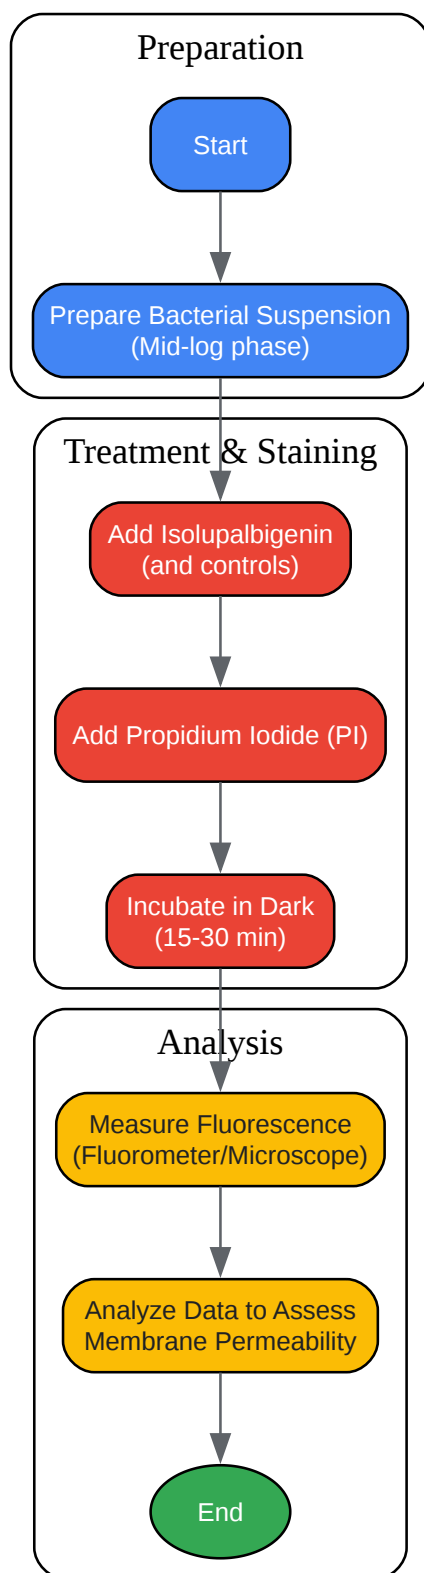 Preparation
Start
Prepare Bacterial Suspension
(Mid-log phase)
Treatment & Staining
Add Isolupalbigenin
(and controls)
Add Propidium Iodide (PI)
Incubate in Dark
(15-30 min)
Analysis
Measure Fluorescence
(Fluorometer/Microscope)
Analyze Data to Assess
Membrane Permeability
End